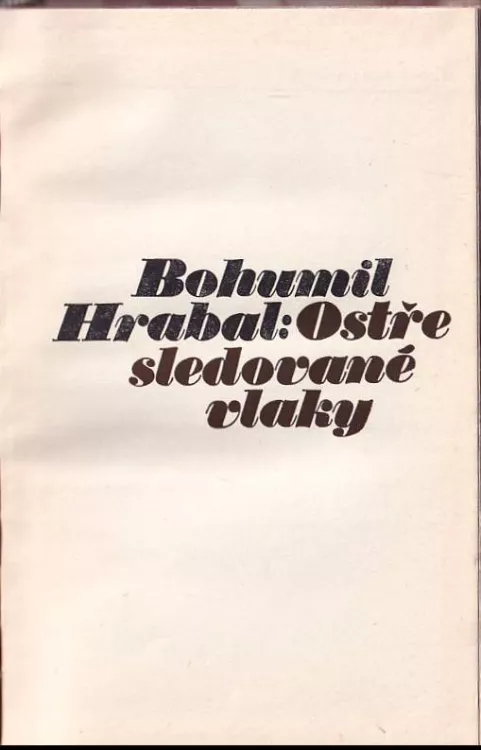 Bohumil
Hrabal: Ostře
sledované
vlaky